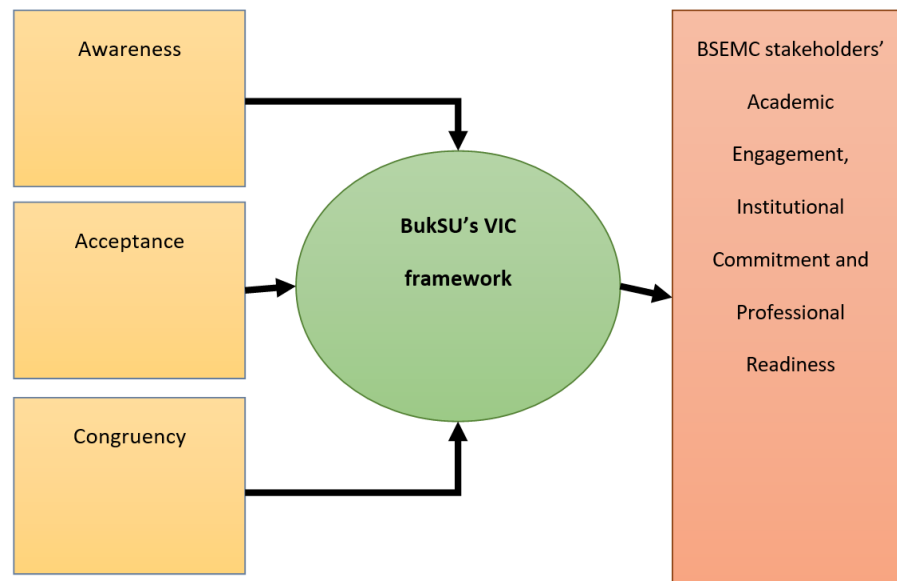 Awareness
Acceptance
Congruency
BukSU’s VIC
framework
BSEMC stakeholders’
Academic
Engagement,
Institutional
Commitment and
Professional
Readiness